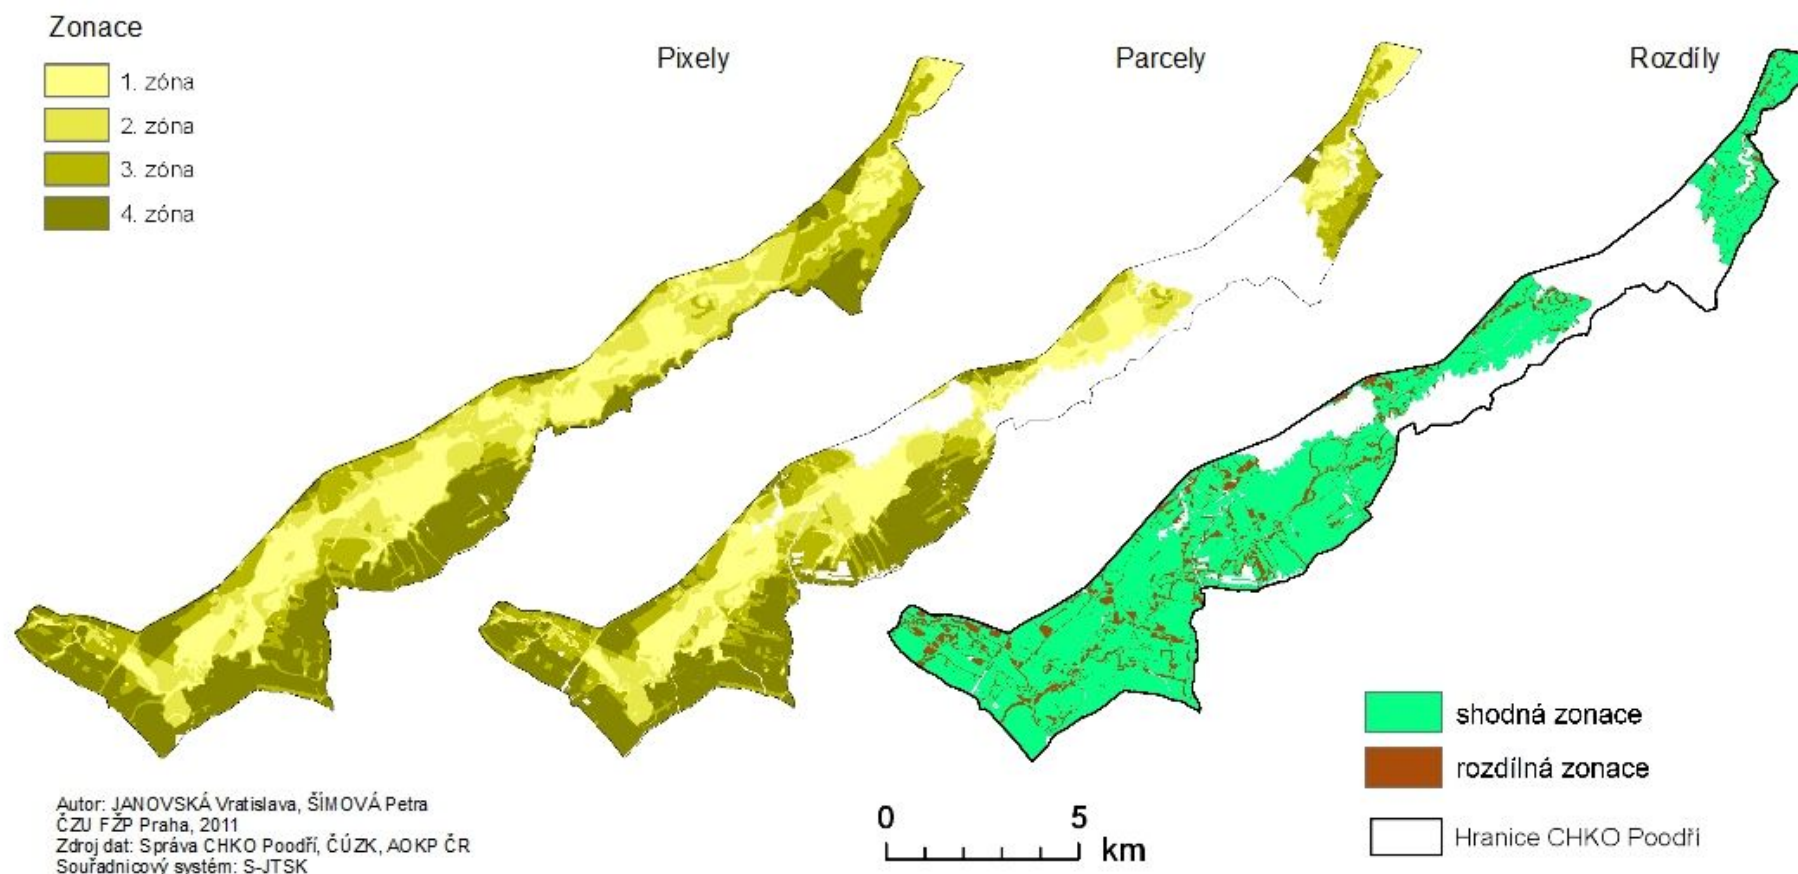 Zonace
1. zóna
2. zóna
3. zóna
4. zóna
Pixely
Parcely
Rozdíly
shodná zonace
rozdílná zonace
Hranice CHKO Poodří
0 5
km
Autor: JANOVSKÁ Vratislava, ŠÍMOVÁ Petra
ČZU FŽP Praha, 2011
Zdroj dat: Správa CHKO Poodří, ČÚZK, AOKP ČR
Souřadnicový systém: S-JTSK